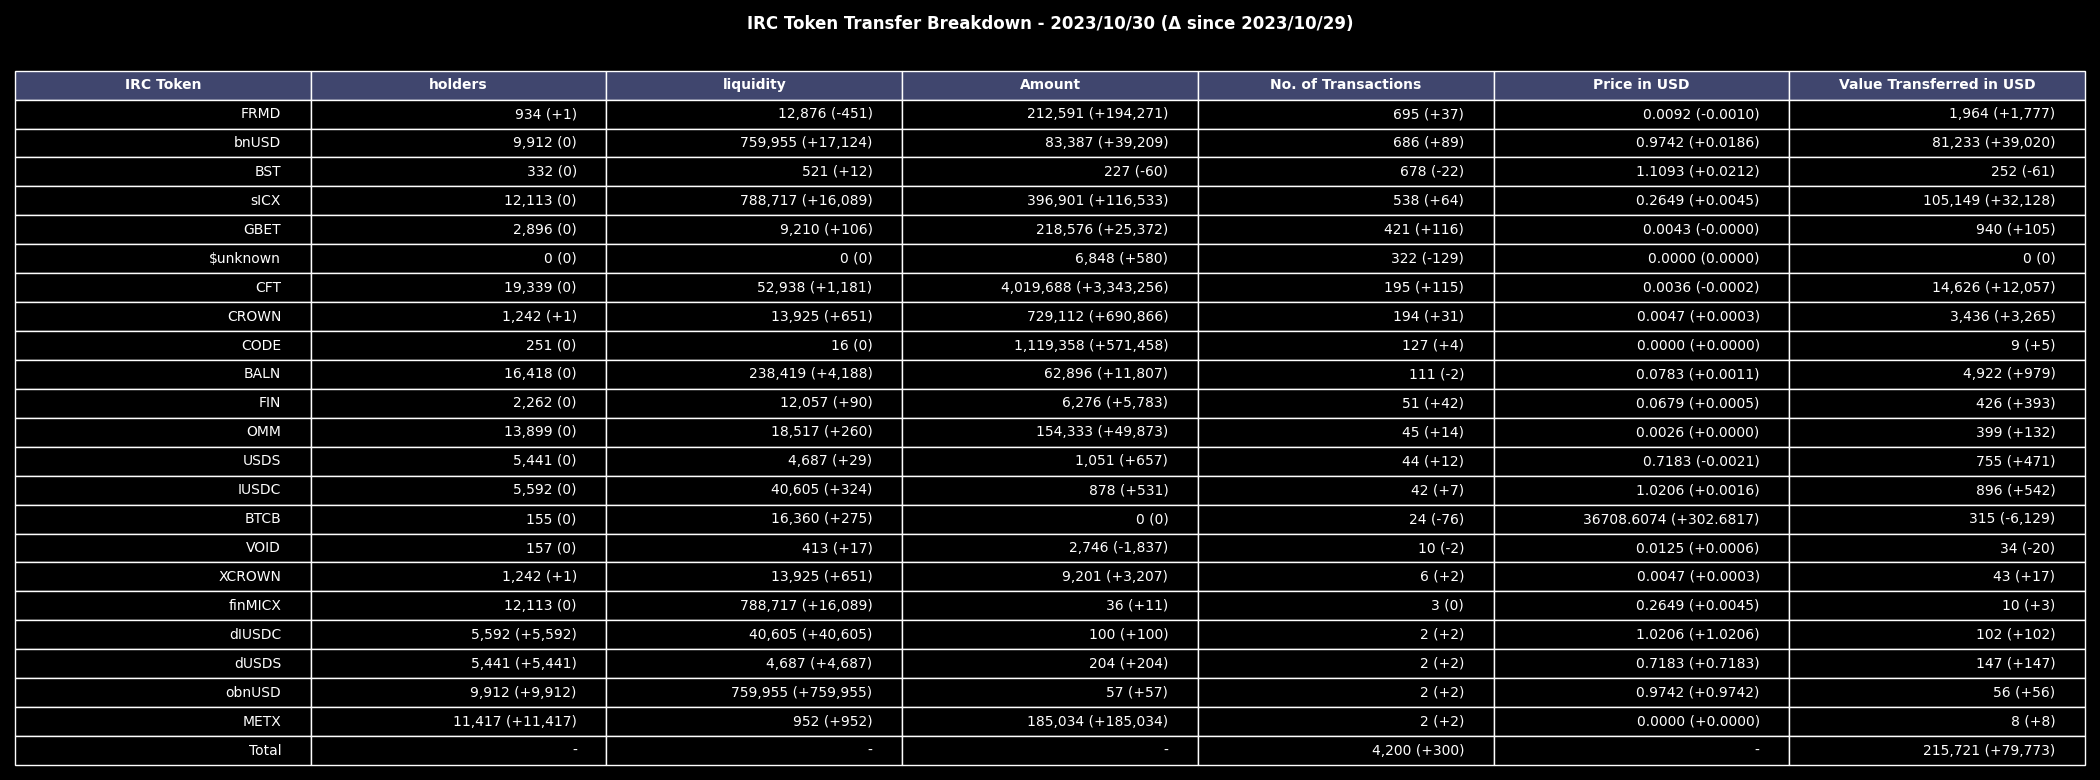 IRC Token Transfer Breakdown - 2023/10/30 (Δ since 2023/10/29)
IRC Token holders liquidity Amount No. of Transactions Price in USD Value Transferred in USD
FRMD 934 (+1) 12,876 (-451) 212,591 (+194,271) 695 (+37) 0.0092 (-0.0010) 1,964 (+1,777)
bnUSD 9,912 (0) 759,955 (+17,124) 83,387 (+39,209) 686 (+89) 0.9742 (+0.0186) 81,233 (+39,020)
BST 332 (0) 521 (+12) 227 (-60) 678 (-22) 1.1093 (+0.0212) 252 (-61)
sICX 12,113 (0) 788,717 (+16,089) 396,901 (+116,533) 538 (+64) 0.2649 (+0.0045) 105,149 (+32,128)
GBET 2,896 (0) 9,210 (+106) 218,576 (+25,372) 421 (+116) 0.0043 (-0.0000) 940 (+105)
$unknown 0 (0) 0 (0) 6,848 (+580) 322 (-129) 0.0000 (0.0000) 0 (0)
CFT 19,339 (0) 52,938 (+1,181) 4,019,688 (+3,343,256) 195 (+115) 0.0036 (-0.0002) 14,626 (+12,057)
CROWN 1,242 (+1) 13,925 (+651) 729,112 (+690,866) 194 (+31) 0.0047 (+0.0003) 3,436 (+3,265)
CODE 251 (0) 16 (0) 1,119,358 (+571,458) 127 (+4) 0.0000 (+0.0000) 9 (+5)
BALN 16,418 (0) 238,419 (+4,188) 62,896 (+11,807) 111 (-2) 0.0783 (+0.0011) 4,922 (+979)
FIN 2,262 (0) 12,057 (+90) 6,276 (+5,783) 51 (+42) 0.0679 (+0.0005) 426 (+393)
OMM 13,899 (0) 18,517 (+260) 154,333 (+49,873) 45 (+14) 0.0026 (+0.0000) 399 (+132)
USDS 5,441 (0) 4,687 (+29) 1,051 (+657) 44 (+12) 0.7183 (-0.0021) 755 (+471)
IUSDC 5,592 (0) 40,605 (+324) 878 (+531) 42 (+7) 1.0206 (+0.0016) 896 (+542)
BTCB 155 (0) 16,360 (+275) 0 (0) 24 (-76) 36708.6074 (+302.6817) 315 (-6,129)
VOID 157 (0) 413 (+17) 2,746 (-1,837) 10 (-2) 0.0125 (+0.0006) 34 (-20)
XCROWN 1,242 (+1) 13,925 (+651) 9,201 (+3,207) 6 (+2) 0.0047 (+0.0003) 43 (+17)
finMICX 12,113 (0) 788,717 (+16,089) 36 (+11) 3 (0) 0.2649 (+0.0045) 10 (+3)
dIUSDC 5,592 (+5,592) 40,605 (+40,605) 100 (+100) 2 (+2) 1.0206 (+1.0206) 102 (+102)
dUSDS 5,441 (+5,441) 4,687 (+4,687) 204 (+204) 2 (+2) 0.7183 (+0.7183) 147 (+147)
obnUSD 9,912 (+9,912) 759,955 (+759,955) 57 (+57) 2 (+2) 0.9742 (+0.9742) 56 (+56)
METX 11,417 (+11,417) 952 (+952) 185,034 (+185,034) 2 (+2) 0.0000 (+0.0000) 8 (+8)
Total - - - 4,200 (+300) - 215,721 (+79,773)